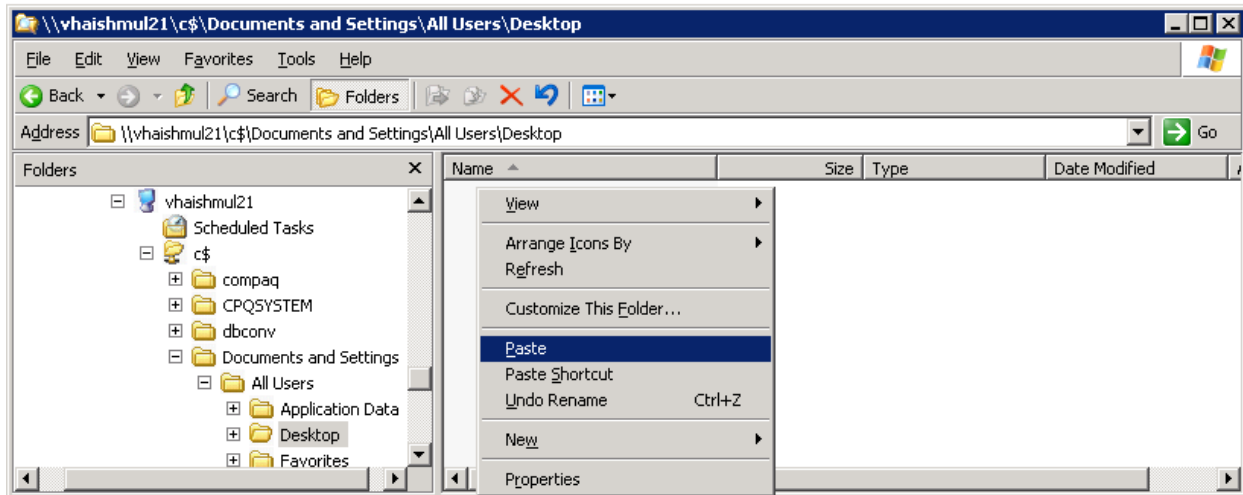 \\vhaishmul21\c$\Documents and Settings\All Users\Desktop
File Edit View Favorites Tools Help
Back Search Folders
Address \\vhaishmul21\c$\Documents and Settings\All Users\Desktop Go
Folders x Name Size Type Date Modified
vhaishmul21
Scheduled Tasks
c$
compaq
CPQSYSTEM
dbconv
Documents and Settings
All Users
Application Data
Desktop
Favorites
View
Arrange Icons By
Refresh
Customize This Folder...
Paste
Paste Shortcut
Undo Rename Ctrl+Z
New
Properties